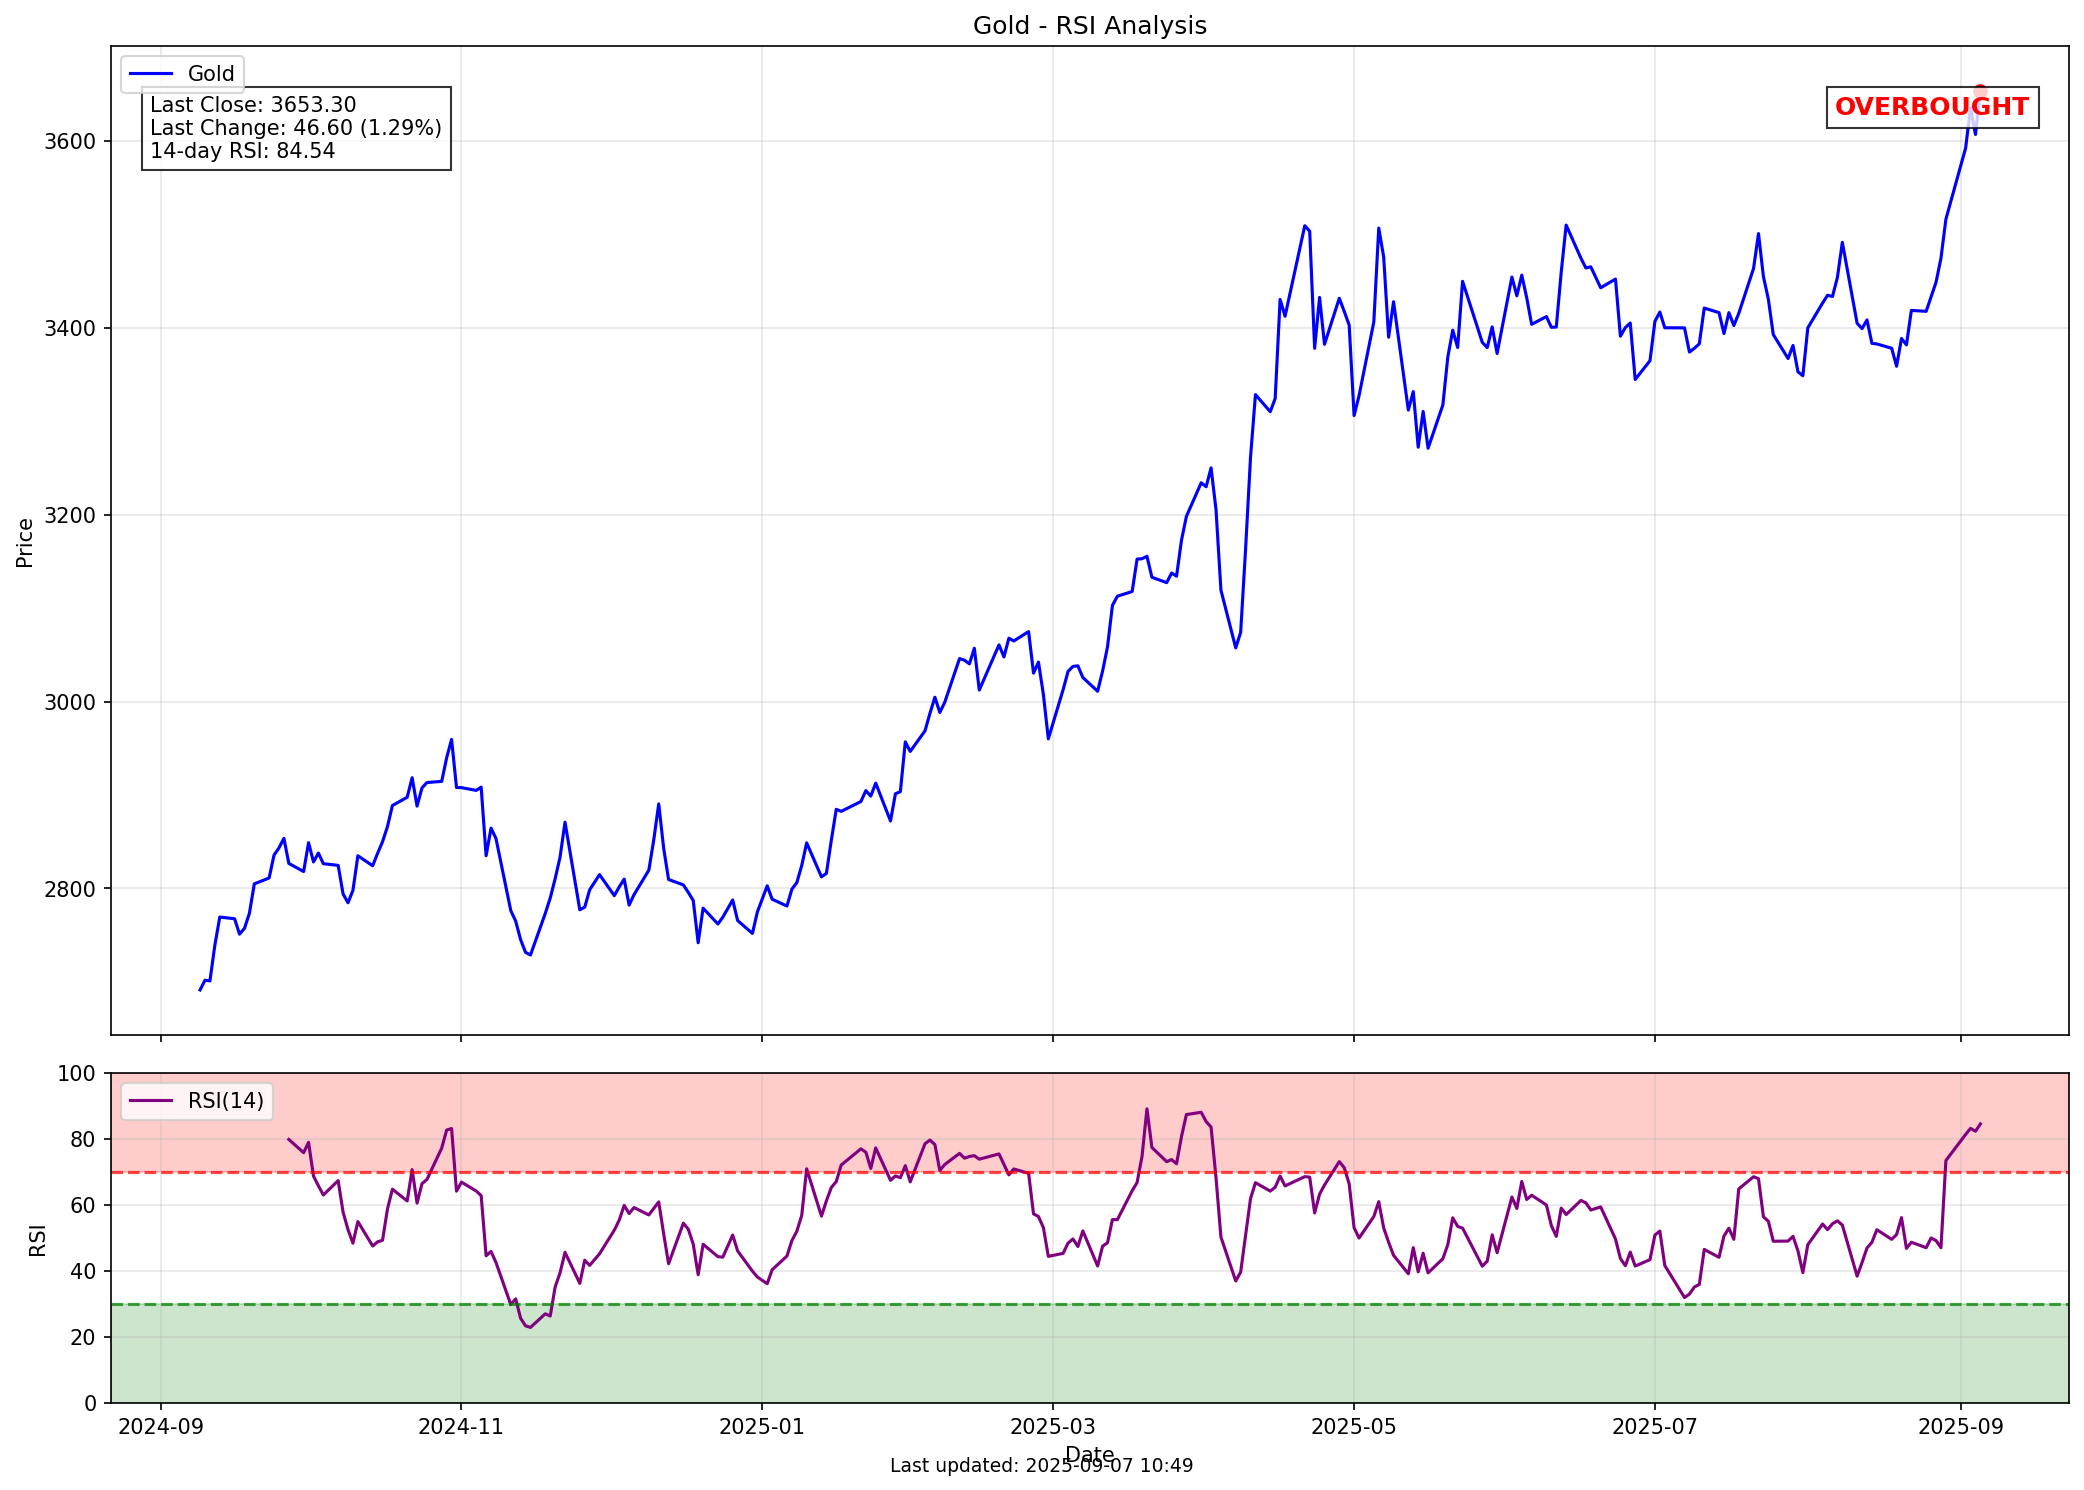 Gold - RSI Analysis
Gold
Last Close: 3653.30
Last Change: 46.60 (1.29%)
14-day RSI: 84.54
OVERBOUGHT
Price
3600
3400
3200
3000
2800
RSI(14)
RSI
100
80
60
40
20
0
2024-09
2024-11
2025-01
2025-03
2025-05
2025-07
2025-09
Date
Last updated: 2025-09-07 10:49